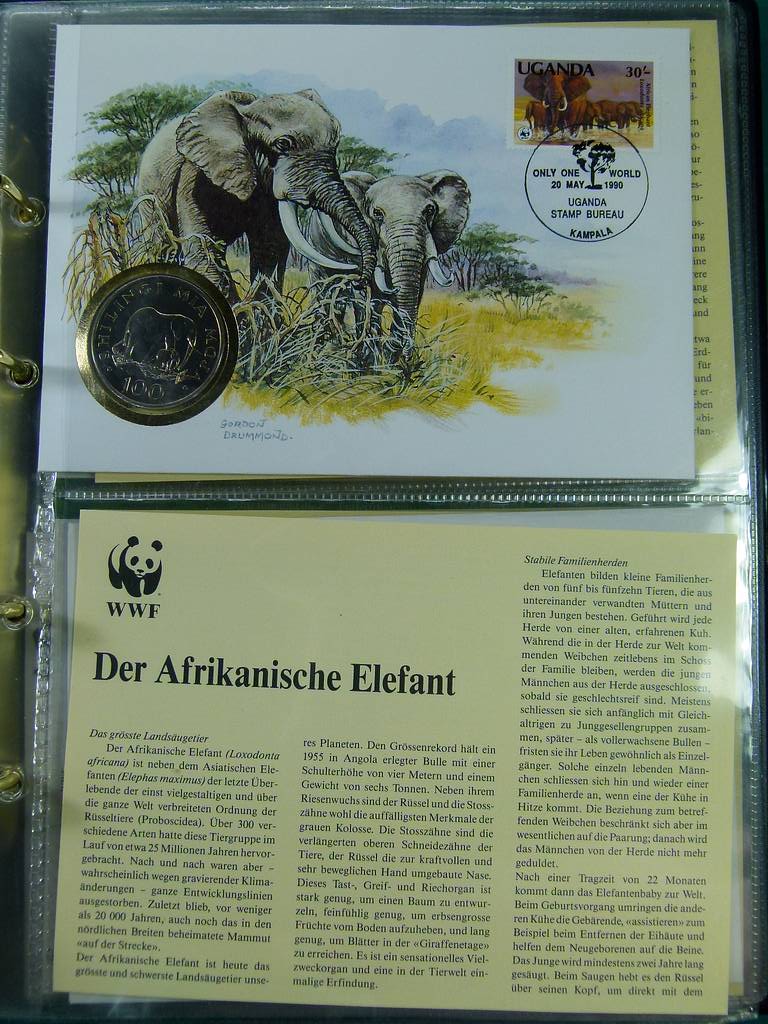 UGANDA 30/-
ONLY ONE WORLD
20 MAY 1990
UGANDA
STAMP BUREAU
KAMPALA
SHILINGI MIA MOJA
100
GORDON
DRUMMOND.
WWF
Der Afrikanische Elefant
Das grösste Landsäugetier
Der Afrikanische Elefant (Loxodonta
africana) ist neben dem Asiatischen Ele-
fanten (Elephas maximus) der letzte Über-
lebende der einst vielgestaltigen und über
die ganze Welt verbreiteten Ordnung der
Rüsseltiere (Proboscidea). Über 300 ver-
schiedene Arten hatte diese Tiergruppe im
Lauf von etwa 25 Millionen Jahren hervor-
gebracht. Nach und nach waren aber –
wahrscheinlich wegen gravierender Klima-
änderungen – ganze Entwicklungslinien
ausgestorben. Zuletzt blieb, vor weniger
als 20 000 Jahren, auch noch das in den
nördlichen Breiten beheimatete Mammut
«auf der Strecke».
Der Afrikanische Elefant ist heute das
grösste und schwerste Landsäugetier unse-
res Planeten. Den Grössenrekord hält ein
1955 in Angola erlegter Bulle mit einer
Schulterhöhe von vier Metern und einem
Gewicht von sechs Tonnen. Neben ihrem
Riesenwuchs sind der Rüssel und die Stoss-
zähne wohl die auffälligsten Merkmale der
grauen Kolosse. Die Stosszähne sind die
verlängerten oberen Schneidezähne der
Tiere, der Rüssel die zur kraftvollen und
sehr beweglichen Hand umgebaute Nase.
Dieses Tast-, Greif- und Riechorgan ist
stark genug, um einen Baum zu entwur-
zeln, feinfühlig genug, um erbsengrosse
Früchte vom Boden aufzuheben, und lang
genug, um Blätter in der «Giraffenetage»
zu erreichen. Es ist ein sensationelles Viel-
zweckorgan und eine in der Tierwelt ein-
malige Erfindung.
Stabile Familienherden
Elefanten bilden kleine Familienher-
den von fünf bis fünfzehn Tieren, die aus
untereinander verwandten Müttern und
ihren Jungen bestehen. Geführt wird jede
Herde von einer alten, erfahrenen Kuh.
Während die in der Herde zur Welt kom-
menden Weibchen zeitlebens im Schoss
der Familie bleiben, werden die jungen
Männchen aus der Herde ausgeschlossen,
sobald sie geschlechtsreif sind. Meistens
schliessen sie sich anfänglich mit Gleich-
altrigen zu Junggesellengruppen zusam-
men, später – als vollerwachsene Bullen –
fristen sie ihr Leben gewöhnlich als Einzel-
gänger. Solche einzeln lebenden Männ-
chen schliessen sich hin und wieder einer
Familienherde an, wenn eine der Kühe in
Hitze kommt. Die Beziehung zum betref-
fenden Weibchen beschränkt sich aber im
wesentlichen auf die Paarung; danach wird
das Männchen von der Herde nicht mehr
geduldet.
Nach einer Tragzeit von 22 Monaten
kommt dann das Elefantenbaby zur Welt.
Beim Geburtsvorgang umringen die ande-
ren Kühe die Gebärende, «assistieren» zum
Beispiel beim Entfernen der Eihäute und
helfen dem Neugeborenen auf die Beine.
Das Junge wird mindestens zwei Jahre lang
gesäugt. Beim Saugen hebt es den Rüssel
über seinen Kopf, um direkt mit dem